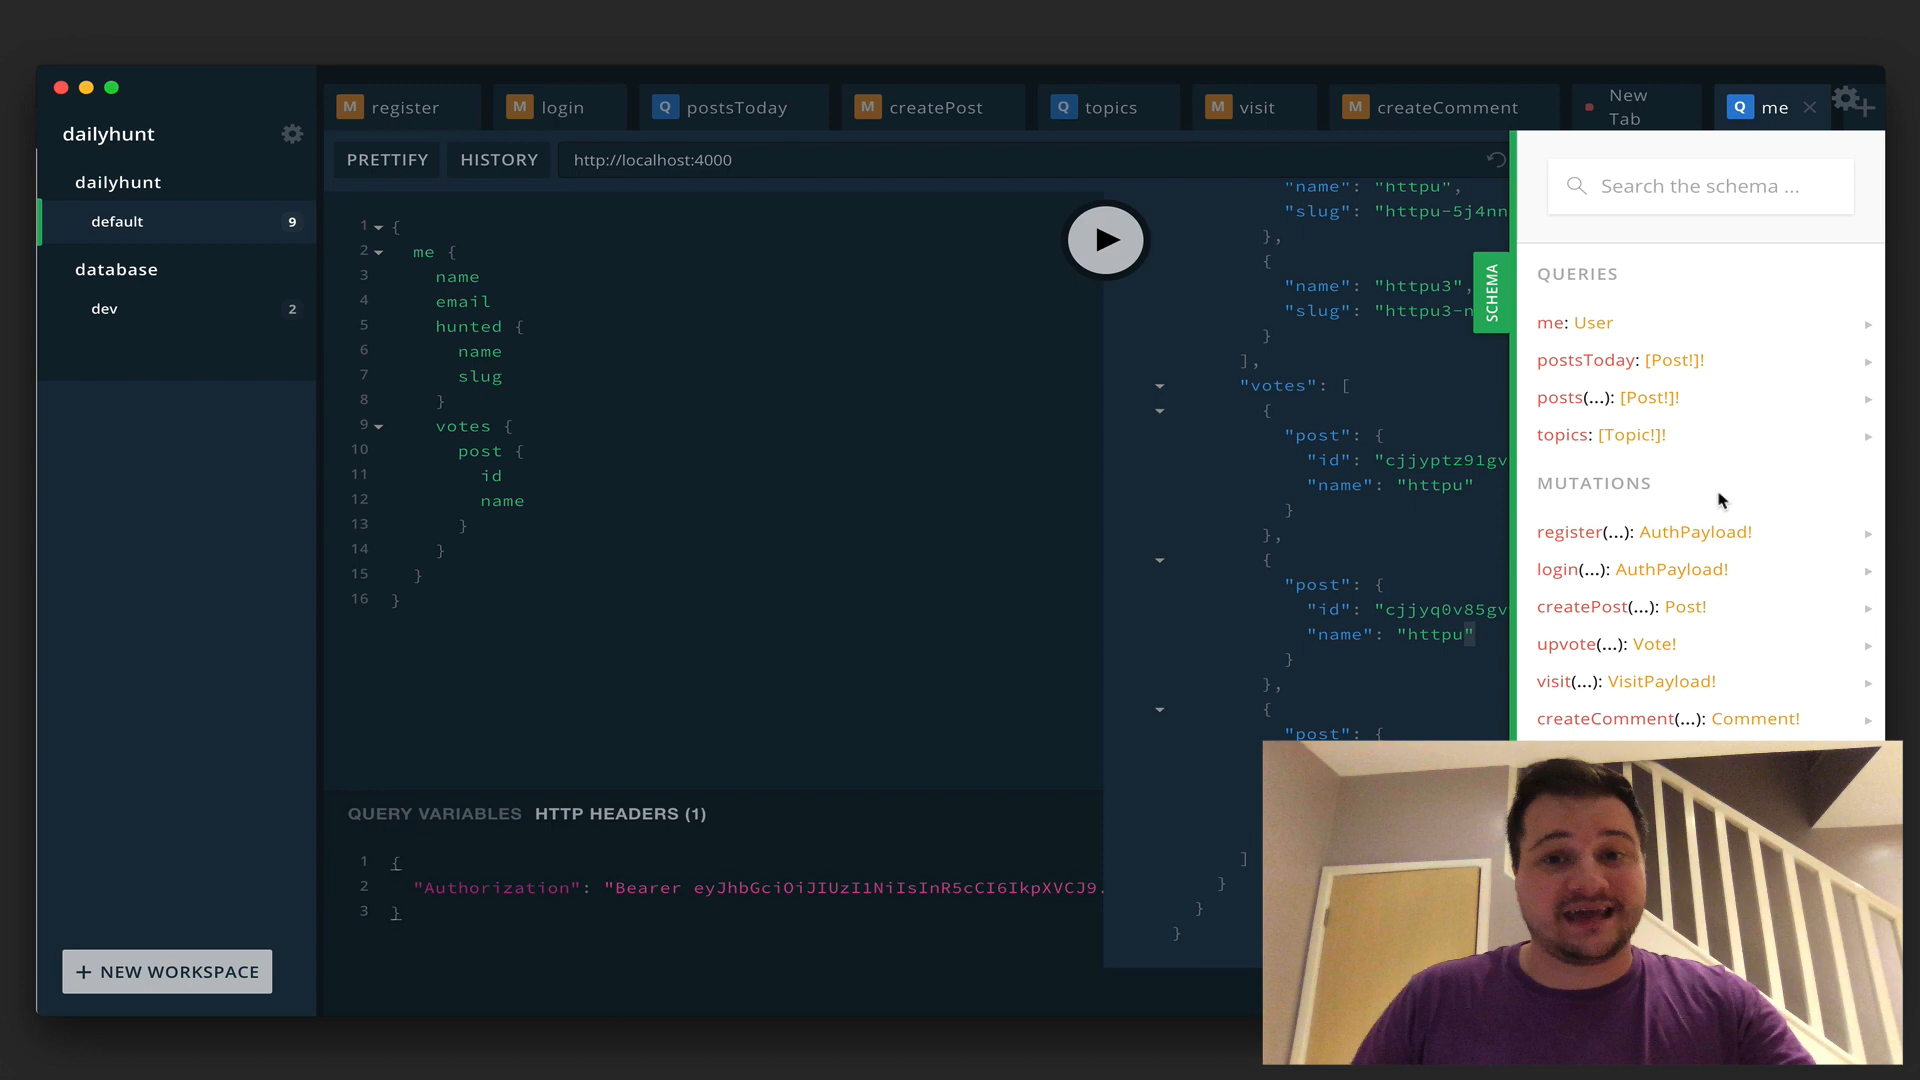 dailyhunt
dailyhunt
default 9
database
dev 2
+ NEW WORKSPACE
M register
M login
Q postsToday
M createPost
Q topics
M visit
M createComment
New
Tab
Q me
PRETTIFY HISTORY http://localhost:4000
1 {
2 me {
3 name
4 email
5 hunted {
6 name
7 slug
8 }
9 votes {
10 post {
11 id
12 name
13 }
14 }
15 }
16 }
QUERY VARIABLES HTTP HEADERS (1)
1 {
2 "Authorization": "Bearer eyJhbGciOiJIUzI1NiIsInR5cCI6IkpXVCJ9.
3 }
"name": "httpu",
"slug": "httpu-5j4nn
},
{
"name": "httpu3",
"slug": "httpu3-n
}
],
"votes": [
{
"post": {
"id": "cjjyptz91gv
"name": "httpu"
}
},
{
"post": {
"id": "cjjyq0v85gv
"name": "httpu"
}
},
{
"post": {
]
}
}
}
SCHEMA
Search the schema ...
QUERIES
me: User
postsToday: [Post!]!
posts(...): [Post!]!
topics: [Topic!]!
MUTATIONS
register(...): AuthPayload!
login(...): AuthPayload!
createPost(...): Post!
upvote(...): Vote!
visit(...): VisitPayload!
createComment(...): Comment!